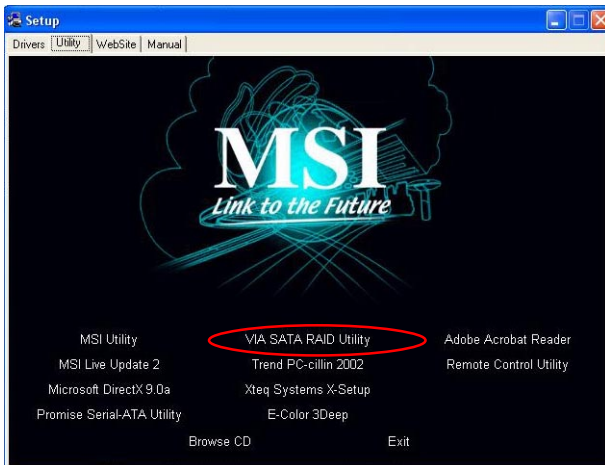 Setup
Drivers Utility WebSite Manual
MSI
Link to the Future
MSI Utility VIA SATA RAID Utility Adobe Acrobat Reader
MSI Live Update 2 Trend PC-cillin 2002 Remote Control Utility
Microsoft DirectX 9.0a Xteq Systems X-Setup
Promise Serial-ATA Utility E-Color 3Deep
Browse CD Exit